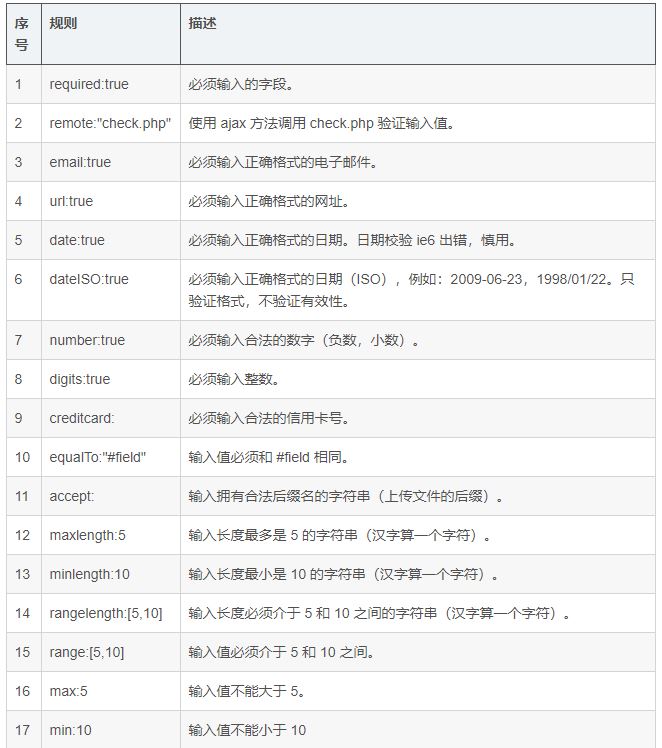 序号 规则 描述
1 required:true 必须输入的字段。
2 remote:"check.php" 使用 ajax 方法调用 check.php 验证输入值。
3 email:true 必须输入正确格式的电子邮件。
4 url:true 必须输入正确格式的网址。
5 date:true 必须输入正确格式的日期。日期校验 ie6 出错，慎用。
6 dateISO:true 必须输入正确格式的日期（ISO），例如：2009-06-23，1998/01/22。只
验证格式，不验证有效性。
7 number:true 必须输入合法的数字（负数，小数）。
8 digits:true 必须输入整数。
9 creditcard: 必须输入合法的信用卡号。
10 equalTo:"#field" 输入值必须和 #field 相同。
11 accept: 输入拥有合法后缀名的字符串（上传文件的后缀）。
12 maxlength:5 输入长度最多是 5 的字符串（汉字算一个字符）。
13 minlength:10 输入长度最小是 10 的字符串（汉字算一个字符）。
14 rangelength:[5,10] 输入长度必须介于 5 和 10 之间的字符串（汉字算一个字符）。
15 range:[5,10] 输入值必须介于 5 和 10 之间。
16 max:5 输入值不能大于 5。
17 min:10 输入值不能小于 10